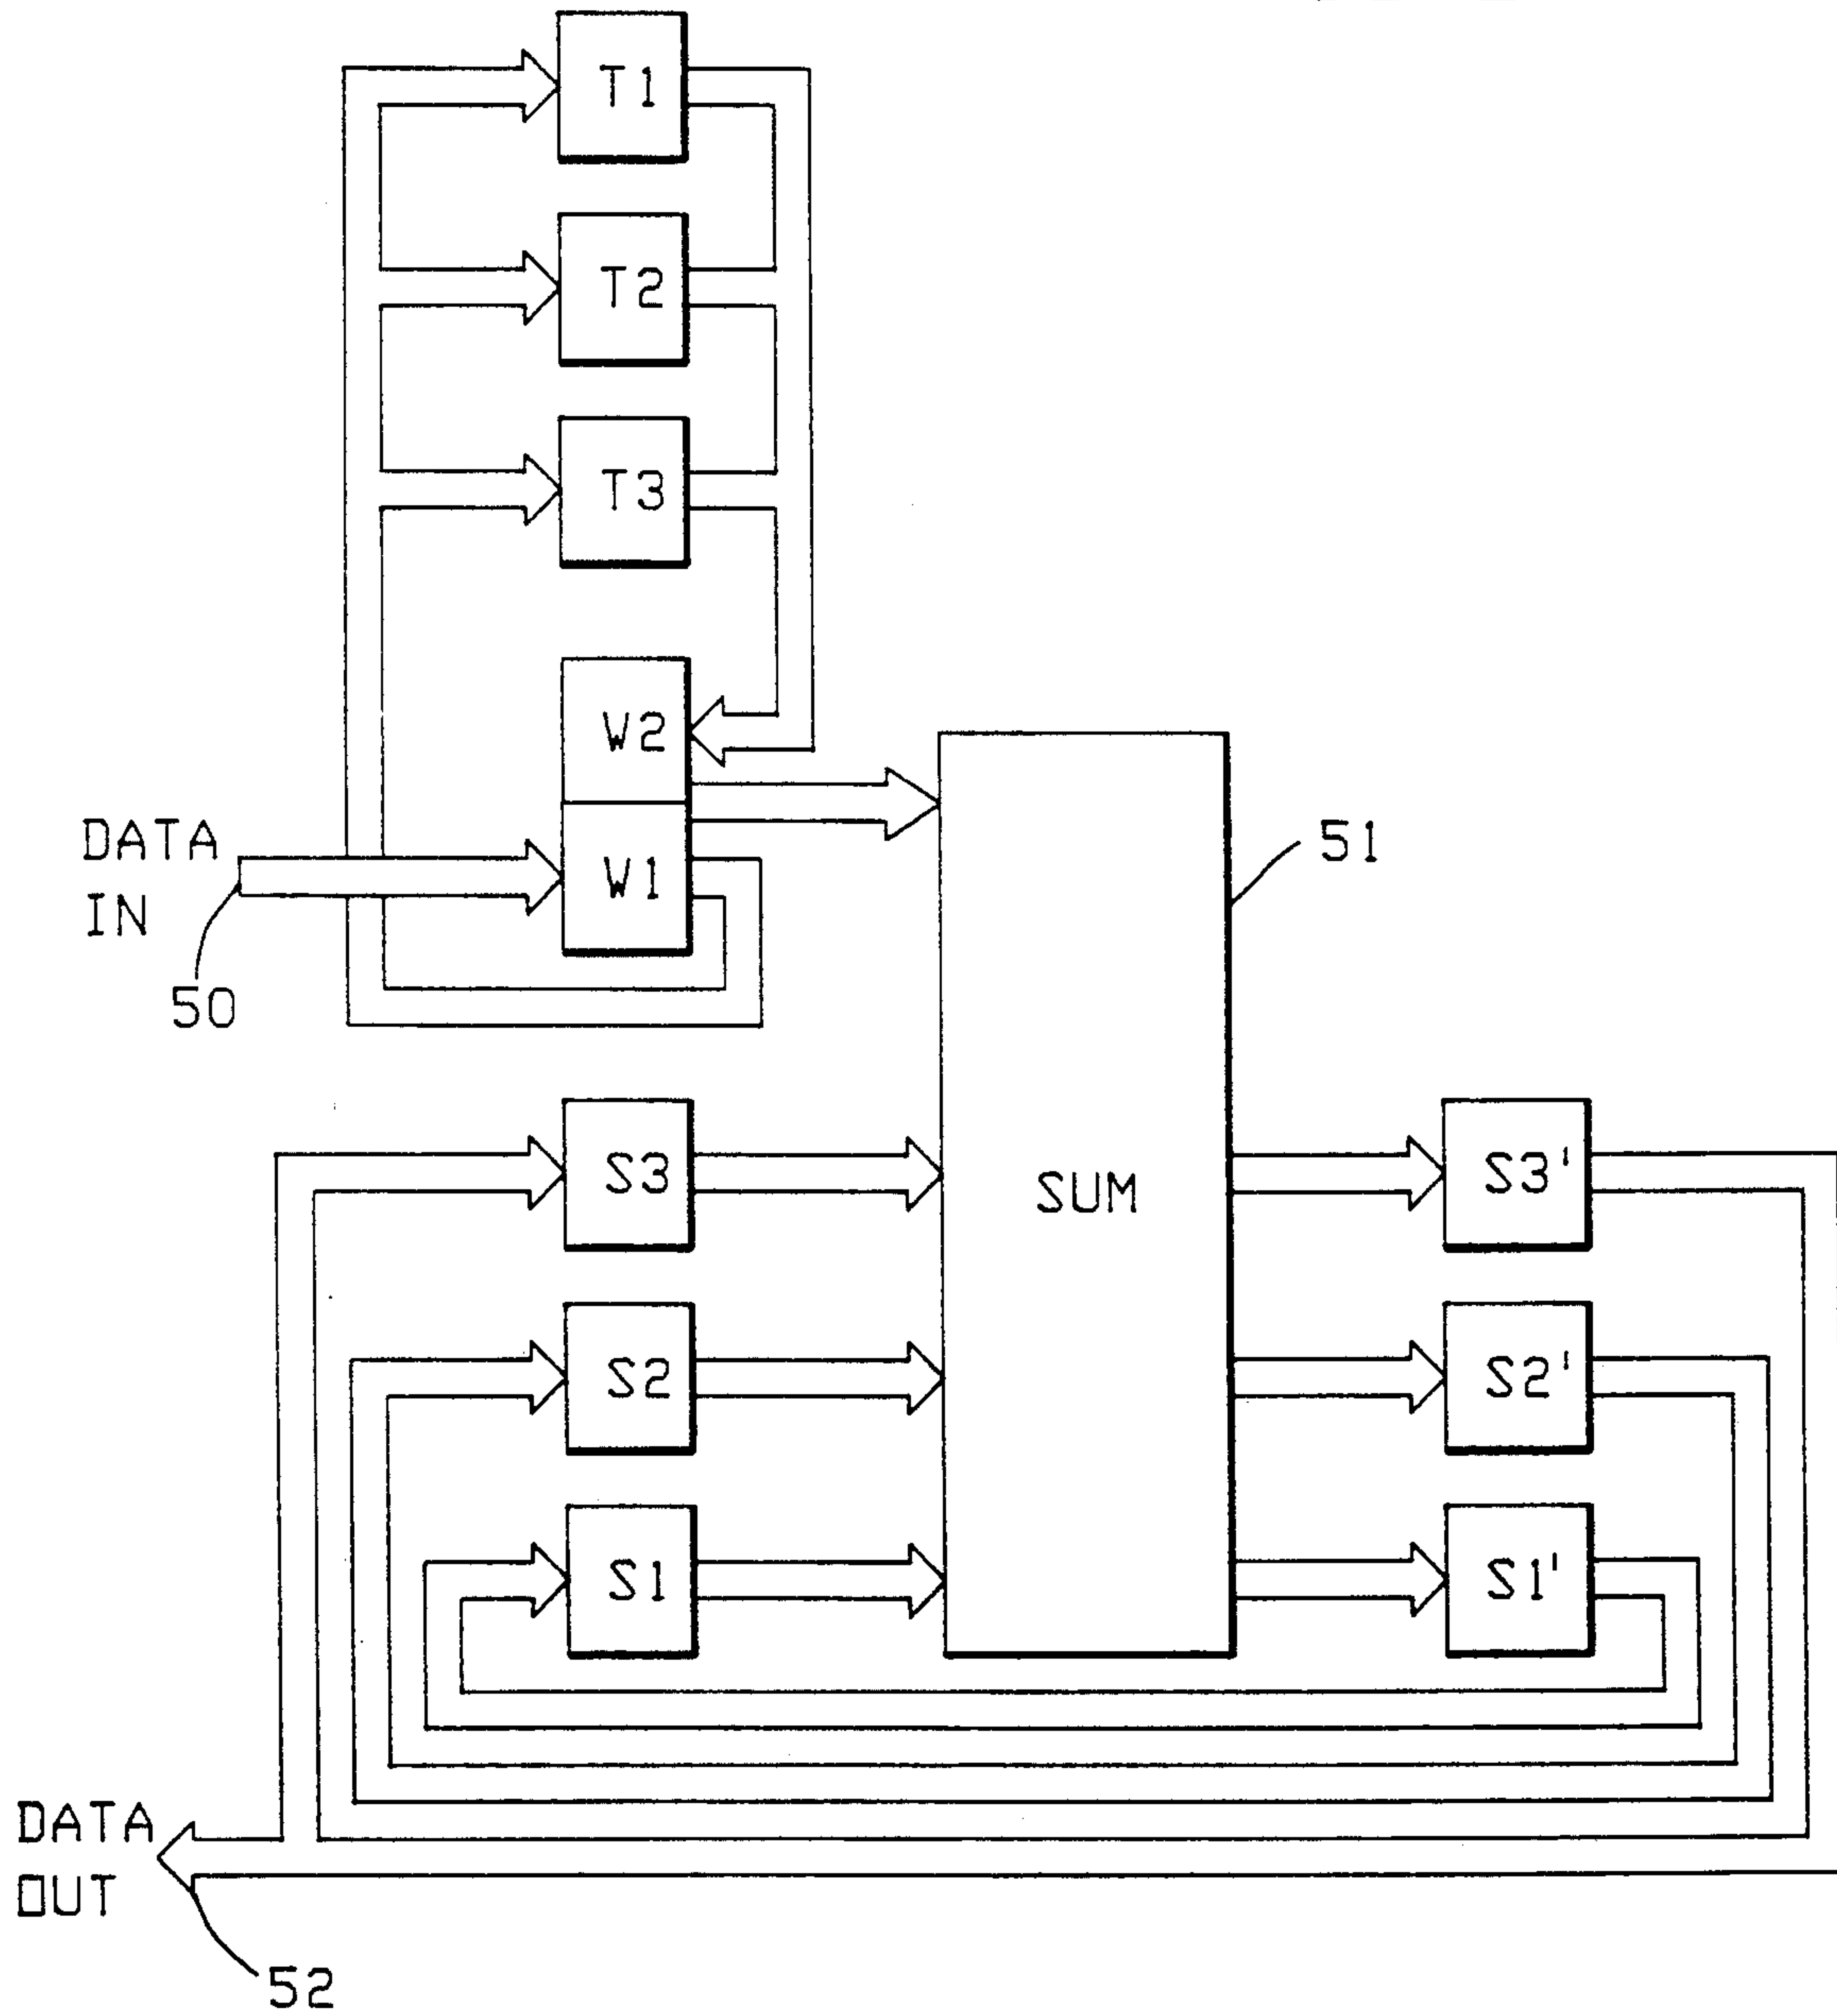 T1
T2
T3
W2
W1
DATA
IN
50
51
SUM
S3
S3'
S2
S2'
S1
S1'
DATA
OUT
52